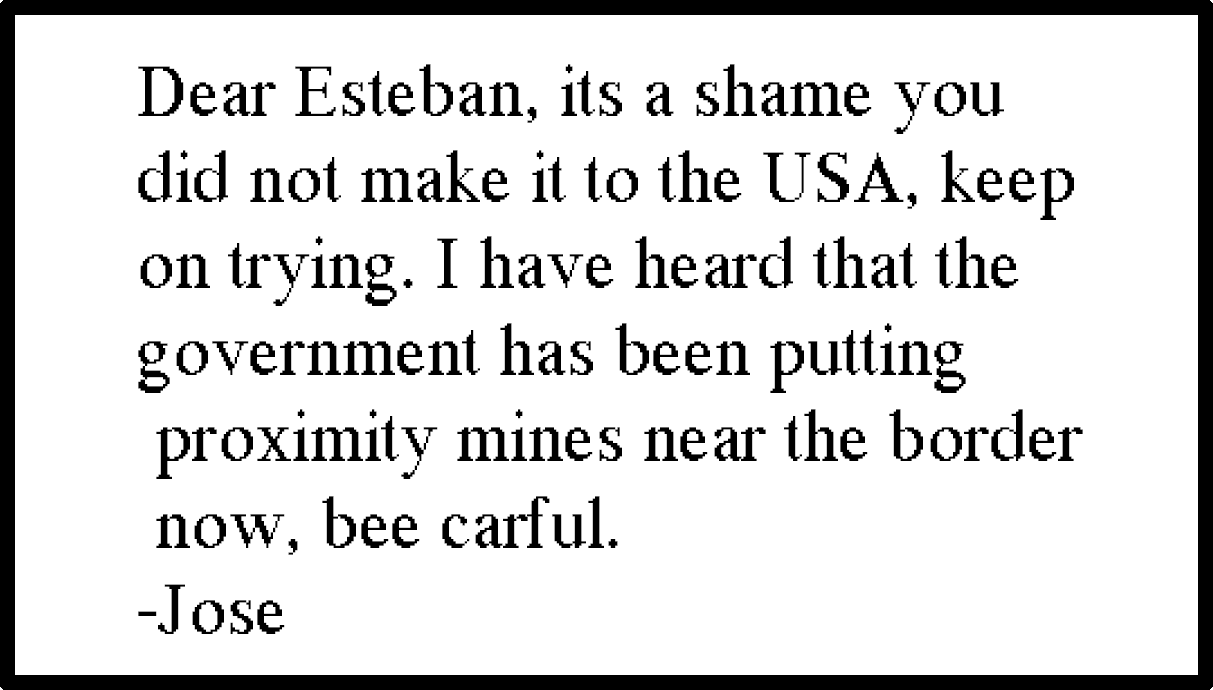 Dear Esteban, its a shame you
did not make it to the USA, keep
on trying. I have heard that the
government has been putting
proximity mines near the border
now, bee carful.
-Jose